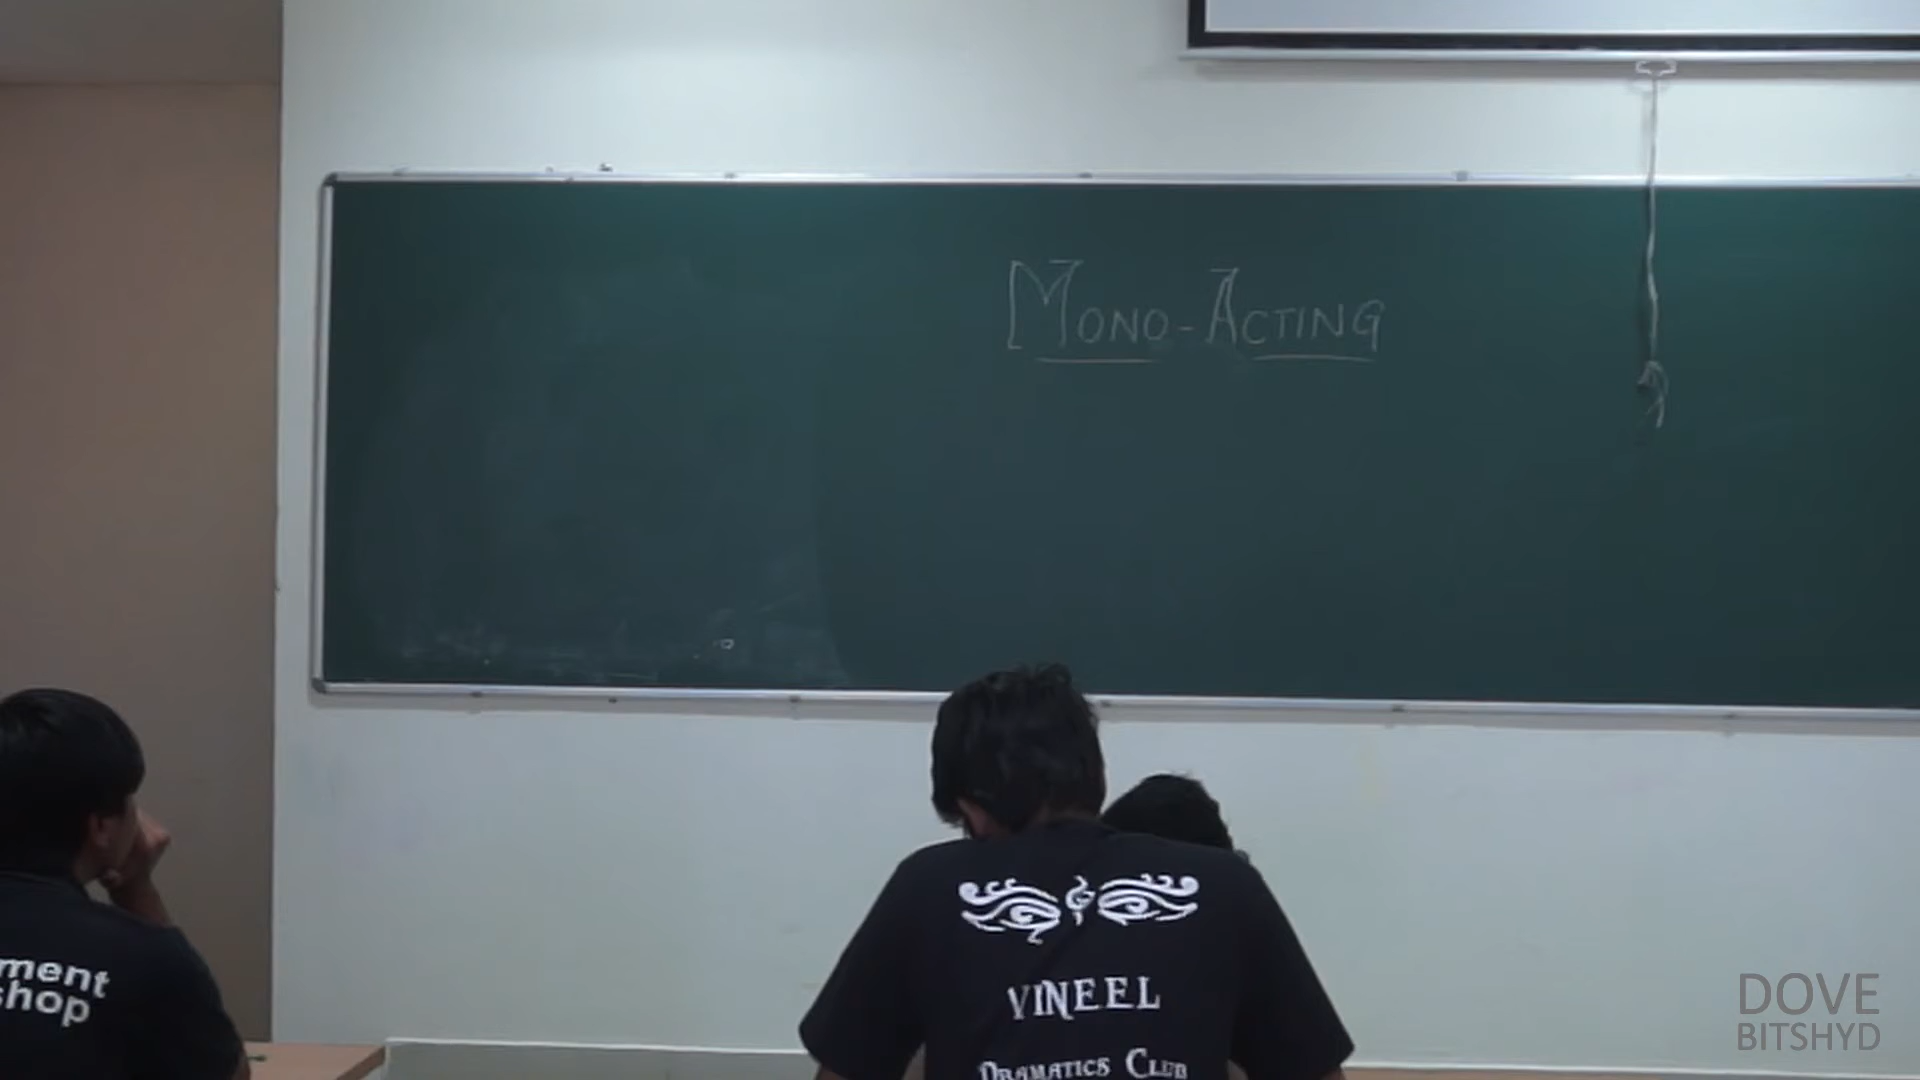 MONO-ACTING
VINEEL
DRAMATICS CLUB
ment
shop
DOVE
BITSHYD